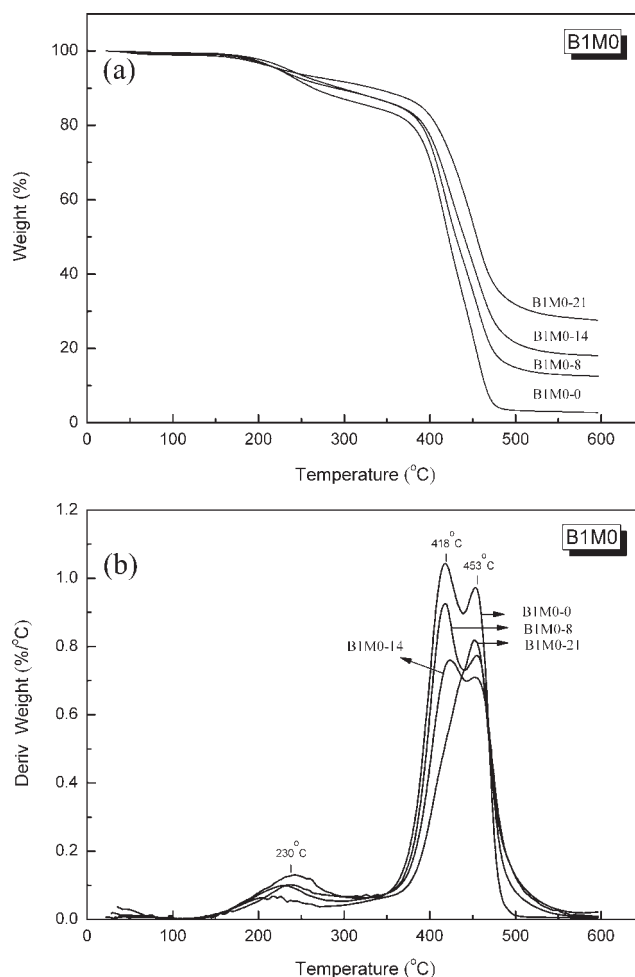 B1M0
(a)
100
80
60
40
20
0
Weight (%)
B1M0-21
B1M0-14
B1M0-8
B1M0-0
0 100 200 300 400 500 600
Temperature (°C)
1.2
1.0
0.8
0.6
0.4
0.2
0.0
Deriv Weight (%/°C)
B1M0
(b)
418°C 453°C
B1M0-0
B1M0-8
B1M0-21
B1M0-14
230°C
0 100 200 300 400 500 600
Temperature (°C)